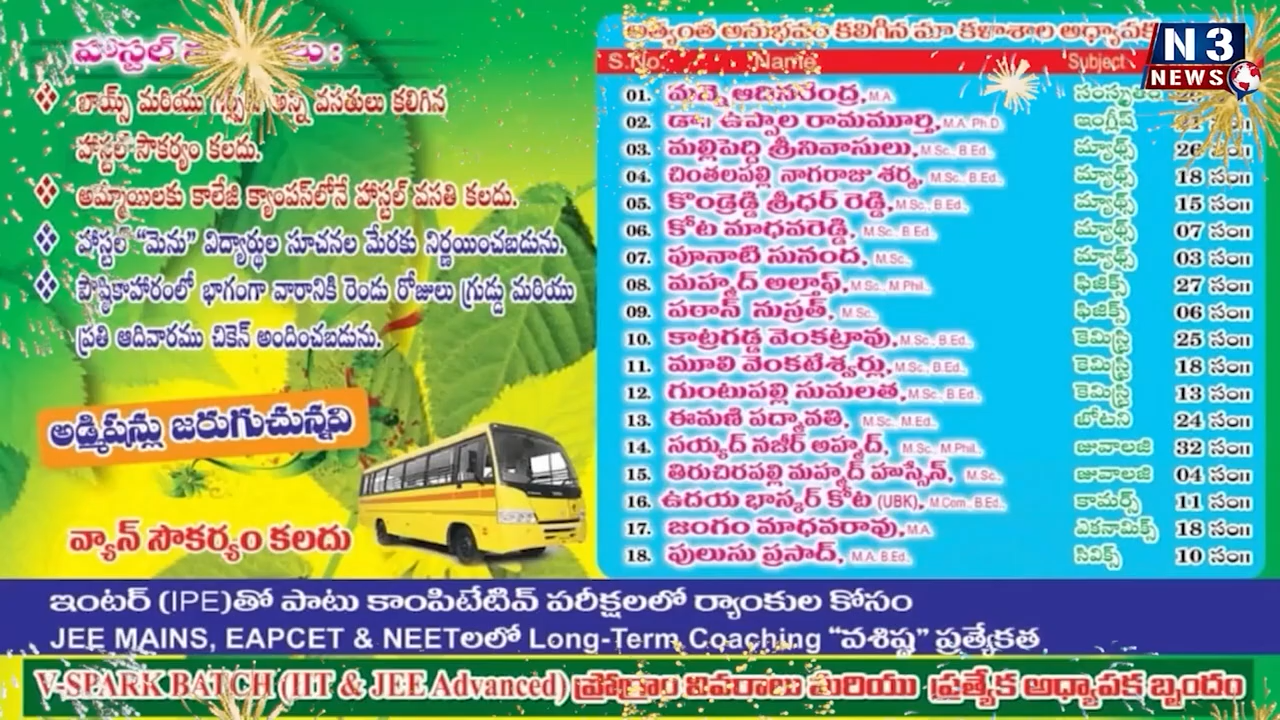 హాస్టల్
❖ బాయ్స్ మరియు గర్ల్స్ అన్ని వసతులు కలిగిన
హాస్టల్ సౌకర్యం కలదు.
❖ అమ్మాయిలకు కాలేజి క్యాంపస్‌లోనే హాస్టల్ వసతి కలదు.
❖ హాస్టల్ "మెను" విద్యార్థుల సూచనల మేరకు నిర్ణయించబడును.
❖ పౌష్ఠికాహారంలో భాగంగా వారానికి రెండు రోజులు గ్రుడ్డు మరియు
ప్రతి ఆదివారము చికెన్ అందించబడును.
అడ్మిషన్లు జరుగుచున్నవి
వ్యాన్ సౌకర్యం కలదు
అత్యంత అనుభవం కలిగిన మా కళాశాల
N3
NEWS
S.No. Name Subject
01. ఆదినరేంద్ర, M.A. సంస్కృతం
02. డా॥ ఉప్పాల రామమూర్తి, M.A. Ph.D ఇంగ్లీష్
03. మల్లిపెద్ది శ్రీనివాసులు, M.Sc., B.Ed. మ్యాథ్స్ 26 సం॥
04. చింతలపల్లి నాగరాజు శర్మ, M.Sc., B.Ed. మ్యాథ్స్ 18 సం॥
05. కొండ్రెడ్డి శ్రీధర్ రెడ్డి, M.Sc., B.Ed., మ్యాథ్స్ 15 సం॥
06. కోట మాధవరెడ్డి, M.Sc., B.Ed., మ్యాథ్స్ 07 సం॥
07. పూనాటి సునంద, M.Sc., మ్యాథ్స్ 03 సం॥
08. మహ్మద్ అల్తాఫ్, M.Sc., M.Phil., ఫిజిక్స్ 27 సం॥
09. పఠాన్ నుస్రత్, M.Sc. ఫిజిక్స్ 06 సం॥
10. కాట్రగడ్డ వెంకట్రావు, M.Sc., B.Ed., కెమిస్ట్రి 25 సం॥
11. మూలి వెంకటేశ్వర్లు, M.Sc., B.Ed., కెమిస్ట్రి 18 సం॥
12. గుంటుపల్లి సుమలత, M.Sc., B.Ed., కెమిస్ట్రి 13 సం॥
13. ఈమణి పద్మావతి, M.Sc., M.Ed., బోటని 24 సం॥
14. సయ్యద్ నజీర్ అహ్మద్, M.Sc., M.Phil., జువాలజి 32 సం॥
15. తిరుచిరపల్లి మహ్మద్ హుస్సేన్, M.Sc., జువాలజి 04 సం॥
16. ఉదయ భాస్కర్ కోట (UBK), M.Com., B.Ed., కామర్స్ 11 సం॥
17. జంగం మాధవరావు, M.A. ఎకనామిక్స్ 18 సం॥
18. పులుసు ప్రసాద్, M.A. B.Ed., సివిక్స్ 10 సం॥
ఇంటర్ (IPE)తో పాటు కాంపిటేటివ్ పరీక్షలలో ర్యాంకుల కోసం
JEE MAINS, EAPCET & NEETలలో Long-Term Coaching "వశిష్ఠ" ప్రత్యేకత.
V-SPARK BATCH (IIT & JEE Advanced) ప్రోగ్రాం వివరాలు మరియు ప్రత్యేక అధ్యాపక బృందం